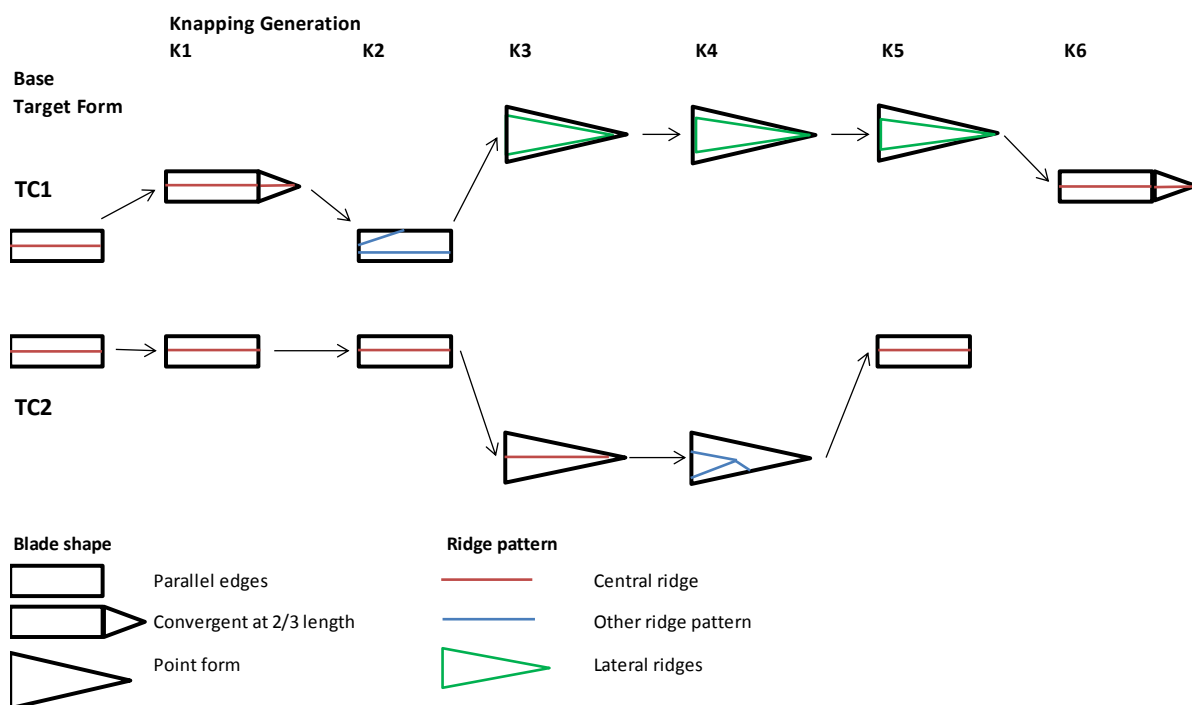 Knapping Generation
K1 K2 K3 K4 K5 K6
Base
Target Form
TC1
TC2
Blade shape Ridge pattern
Parallel edges Central ridge
Convergent at 2/3 length Other ridge pattern
Point form Lateral ridges